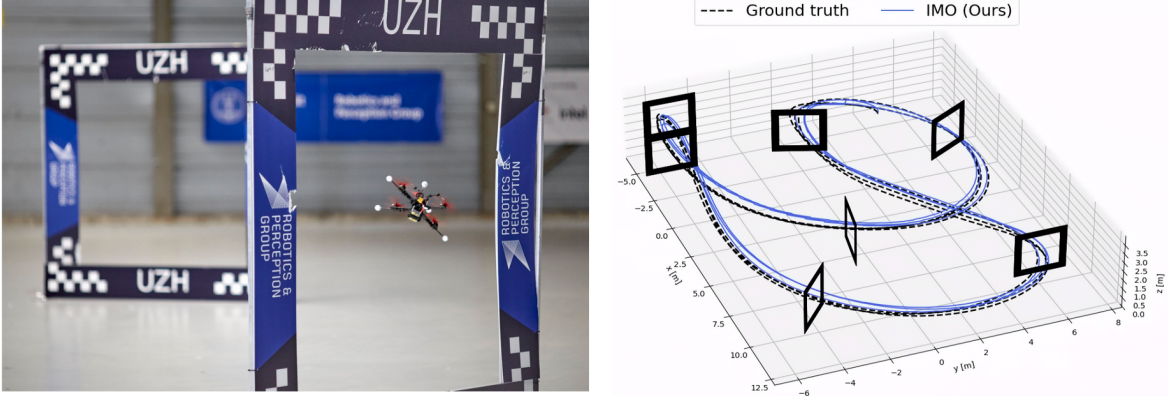 UZH
UZH
Robotics and
Perception Group
ROBOTICS &
PERCEPTION
GROUP
ROBOTICS &
PERCEPTION
GROUP
UZH
Ground truth
IMO (Ours)
−5.0
−2.5
0.0
2.5
5.0
7.5
10.0
12.5
x [m]
−6
−4
−2
0
2
4
6
8
y [m]
3.5
3.0
2.5
2.0
1.5
1.0
0.5
0.0
z [m]